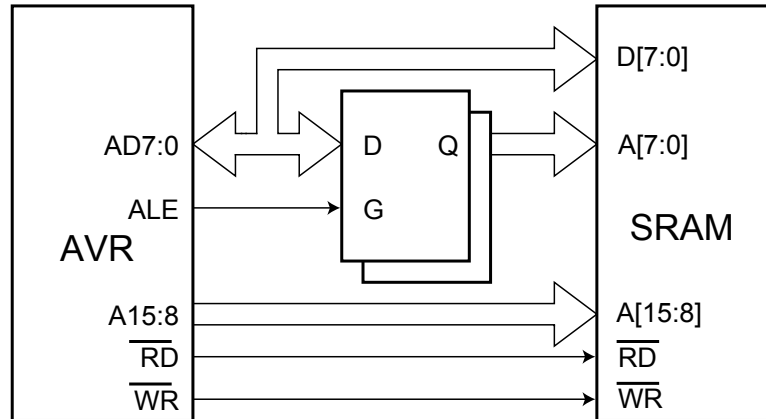 D[7:0]
AD7:0
D
Q
A[7:0]
ALE
G
AVR
SRAM
A15:8
A[15:8]
RD
RD
WR
WR